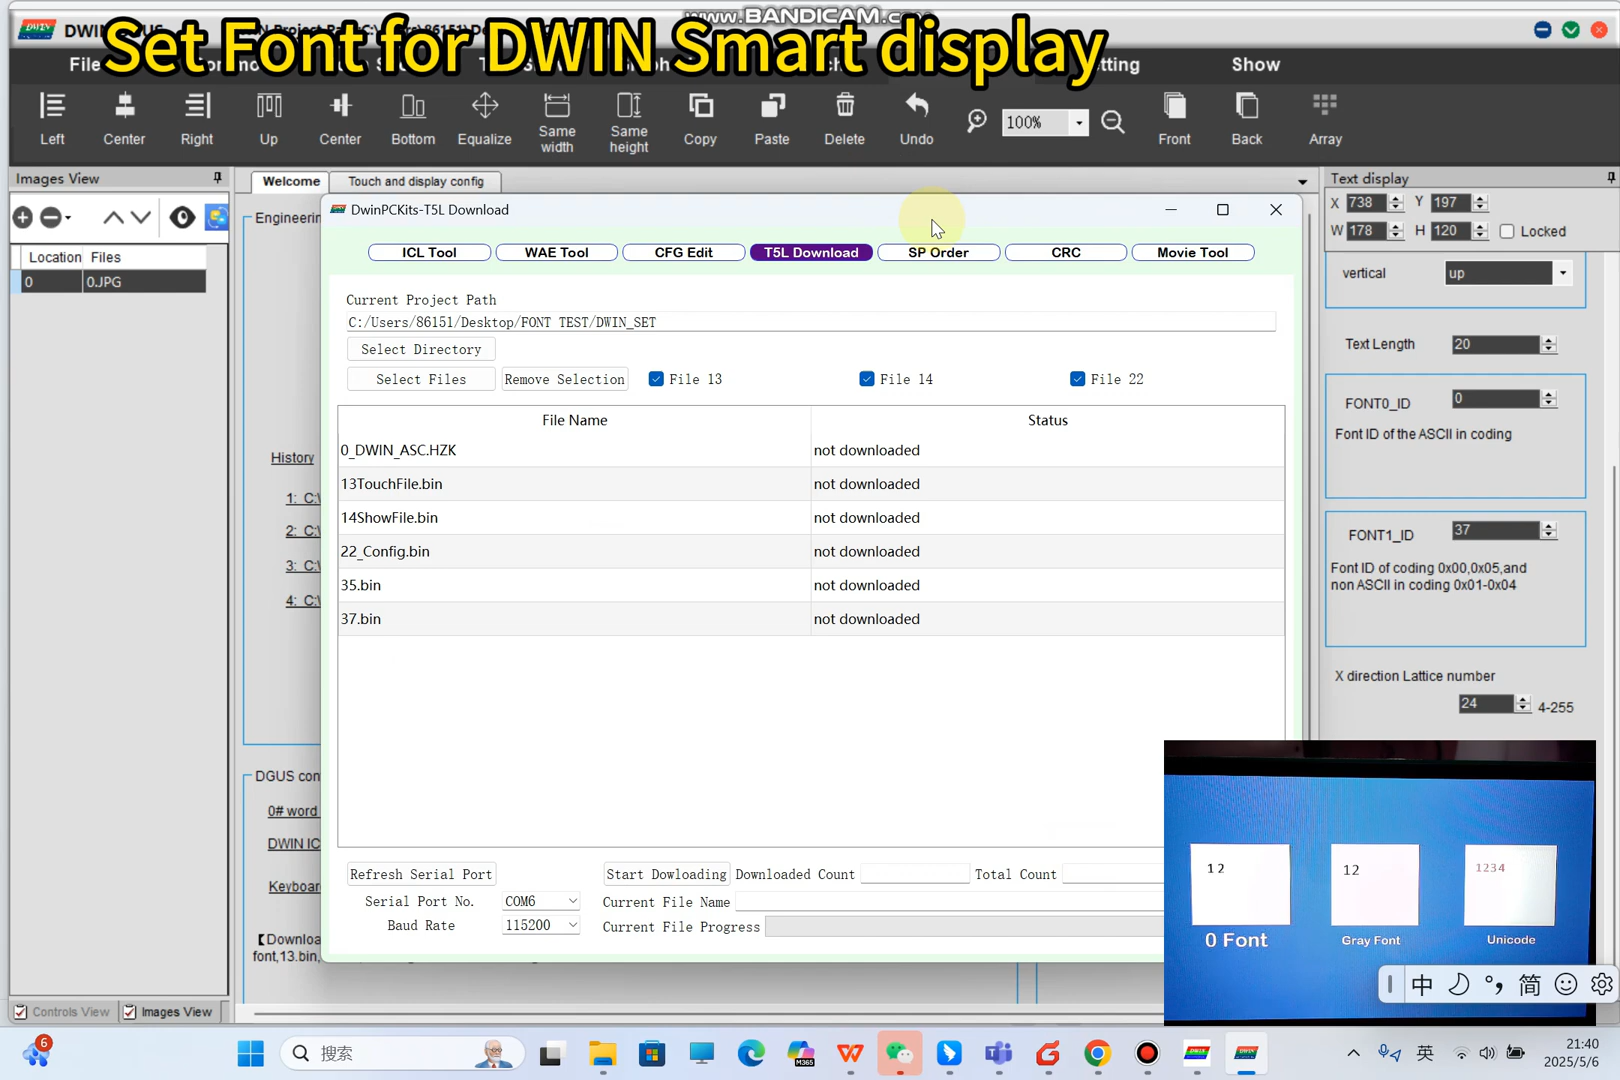 www.BANDICAM.com
Set Font for DWIN Smart display
DWIN
File
tting
Show
Left
Center
Right
Up
Center
Bottom
Equalize
Same width
Same height
Copy
Paste
Delete
Undo
100%
Front
Back
Array
Images View
Welcome
Touch and display config
Text display
X 738
Y 197
W 178
H 120
Locked
Location
Files
0
0.JPG
Engineerin
DwinPCKits-T5L Download
ICL Tool
WAE Tool
CFG Edit
T5L Download
SP Order
CRC
Movie Tool
vertical
up
Current Project Path
C:/Users/86151/Desktop/FONT TEST/DWIN_SET
Select Directory
Text Length
20
Select Files
Remove Selection
File 13
File 14
File 22
FONT0_ID
0
Font ID of the ASCII in coding
File Name
Status
0_DWIN_ASC.HZK
not downloaded
History
13TouchFile.bin
not downloaded
1: C:\
14ShowFile.bin
not downloaded
2: C:\
22_Config.bin
not downloaded
3: C:\
35.bin
not downloaded
4: C:\
37.bin
not downloaded
FONT1_ID
37
Font ID of coding 0x00,0x05,and
non ASCII in coding 0x01-0x04
X direction Lattice number
24
4-255
DGUS con
0# word
DWIN IC
Keyboar
【Downloa
font,13.bin,
Refresh Serial Port
Start Dowloading
Downloaded Count
Total Count
Serial Port No.
COM6
Current File Name
Baud Rate
115200
Current File Progress
12
12
1234
0 Font
Gray Font
Unicode
中
简
Controls View
Images View
6
搜索
M365
英
21:40
2025/5/6